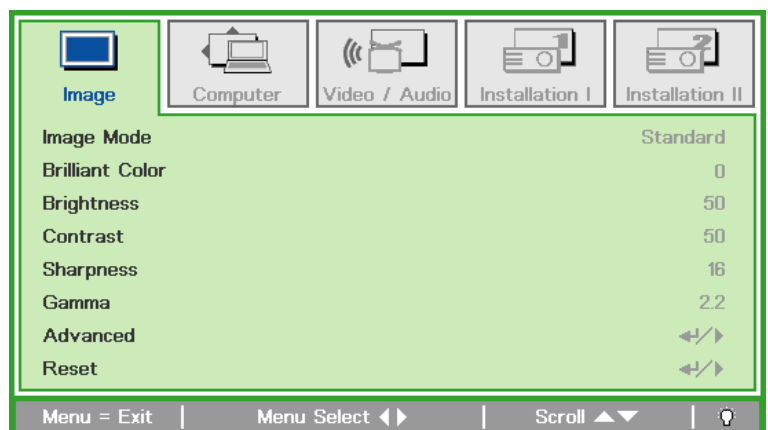 Image Computer Video / Audio Installation I Installation II
Image Mode Standard
Brilliant Color 0
Brightness 50
Contrast 50
Sharpness 16
Gamma 2.2
Advanced
Reset
Menu = Exit Menu Select Scroll